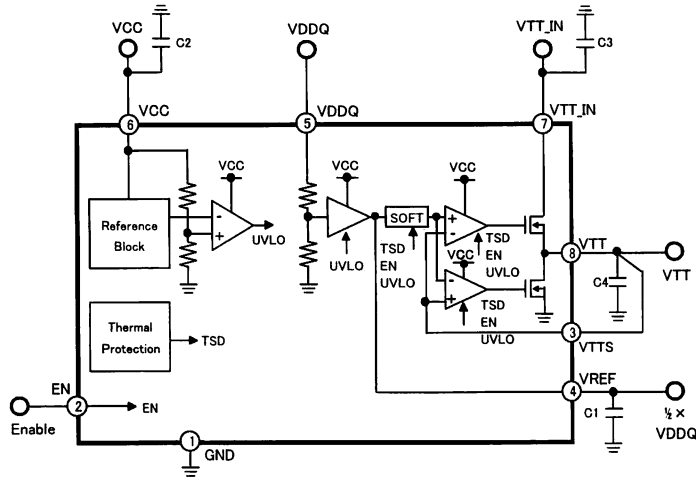 VCC
C2
VDDQ
VTT_IN
C3
VCC
6
VDDQ
5
VTT_IN
7
VCC
VCC
VCC
Reference
Block
-
+
UVLO
SOFT
+
-
UVLO
TSD
EN
UVLO
TSD
EN
UVLO
VCC
-
+
TSD
EN
UVLO
VTT
8
C4
VTT
3
VTTS
Thermal
Protection
TSD
VREF
4
C1
½ ×
VDDQ
EN
2
EN
Enable
1
GND